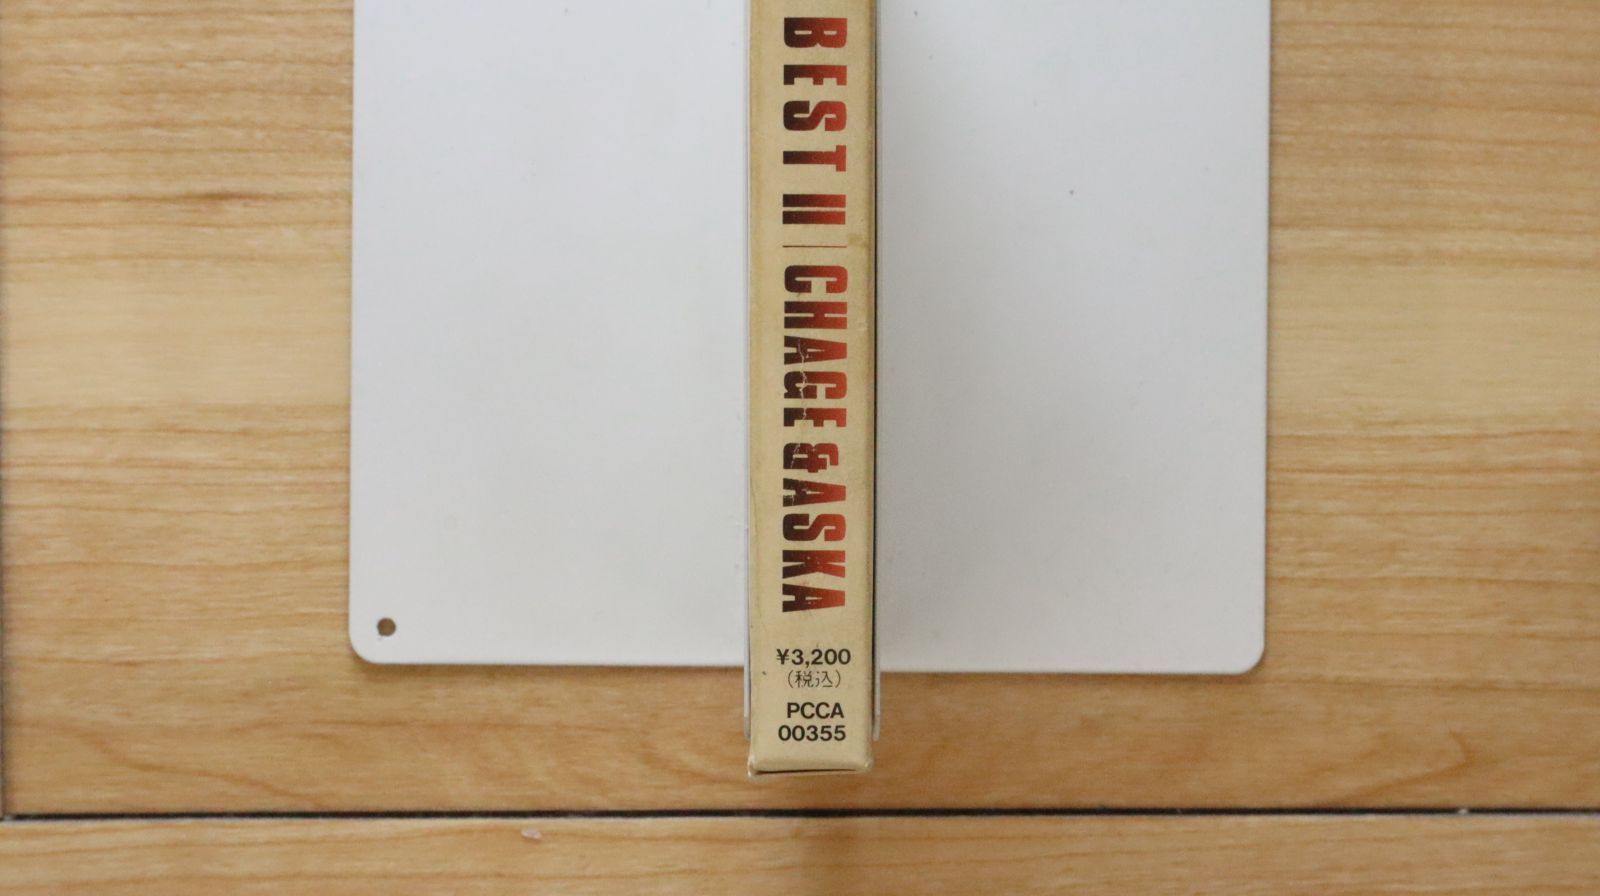 BEST II | CHAGE & ASKA
¥3,200
(税込)
PCCA
00355